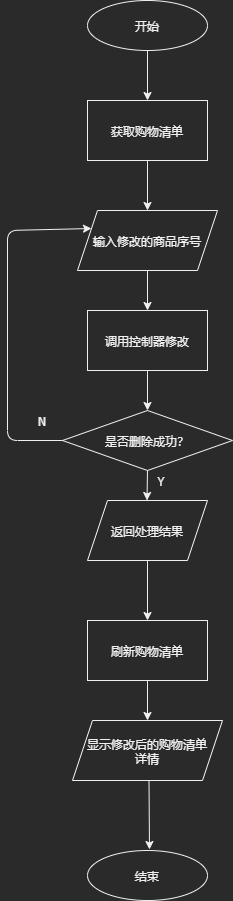 开始
获取购物清单
输入修改的商品序号
调用控制器修改
是否删除成功?
N
Y
返回处理结果
刷新购物清单
显示修改后的购物清单
详情
结束